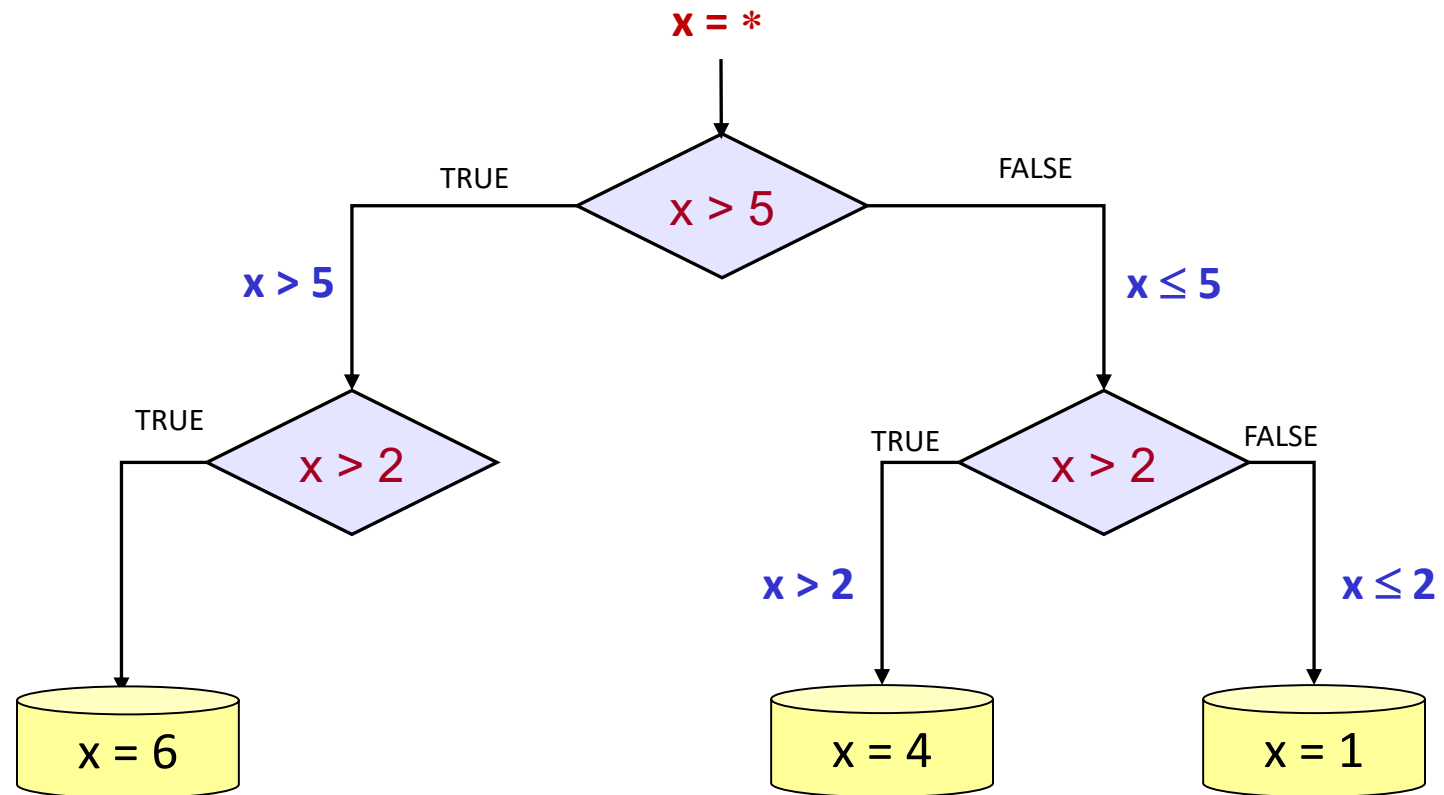 x = *
TRUE
FALSE
x > 5
x > 5
x ≤ 5
TRUE
TRUE
FALSE
x > 2
x > 2
x > 2
x ≤ 2
x = 6
x = 4
x = 1